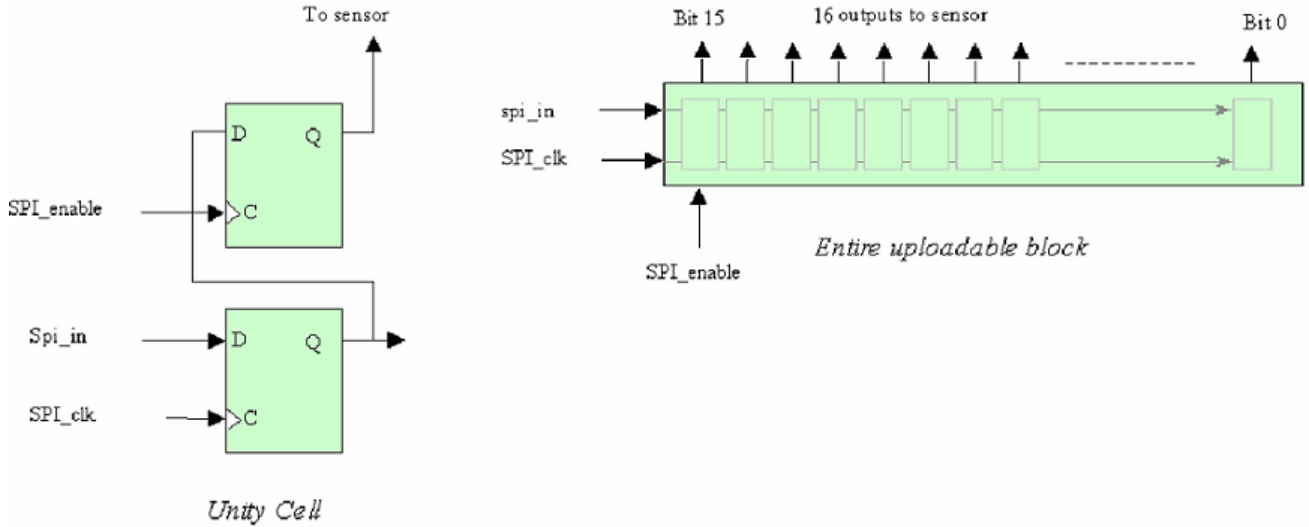 To sensor
D
Q
SPI_enable
C
Spi_in
D
Q
SPI_clk
C
Unity Cell
Bit 15
16 outputs to sensor
Bit 0
spi_in
SPI_clk
SPI_enable
Entire uploadable block